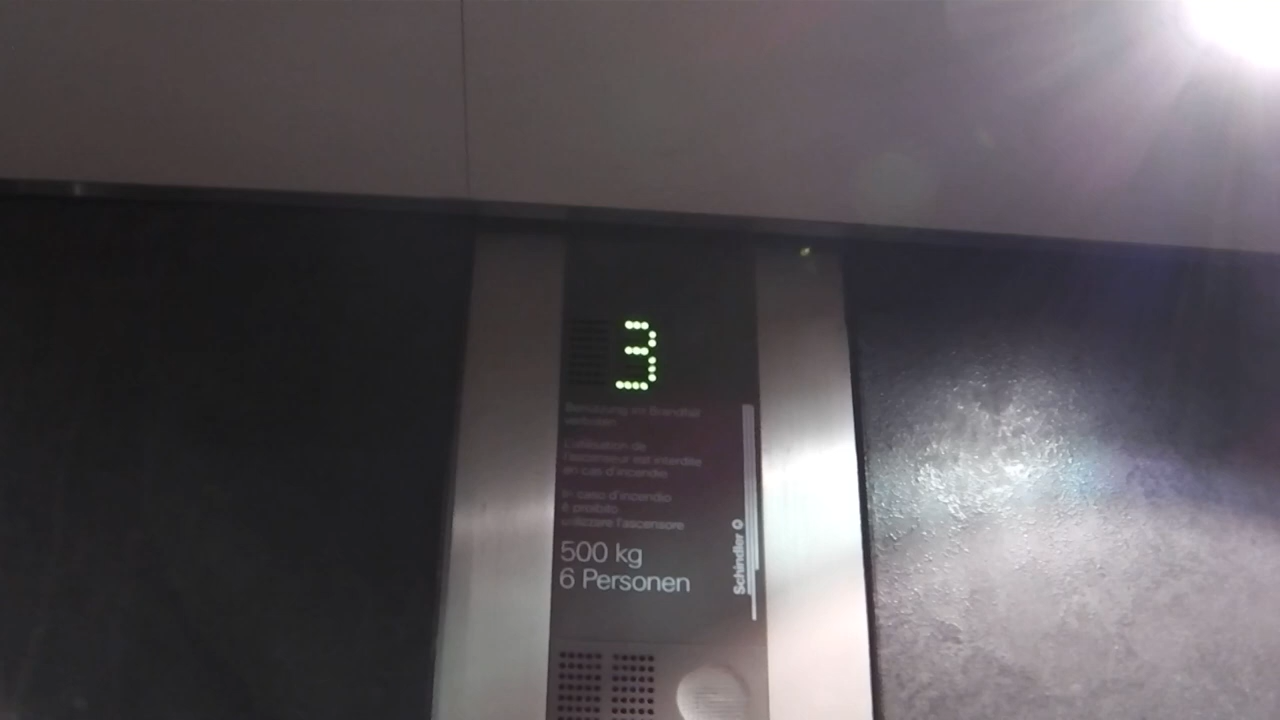 3
Benützung im Brandfall
verboten
L'utilisation de
l'ascenseur est interdite
en cas d'incendie
In caso d'incendio
è proibito
utilizzare l'ascensore
500 kg
6 Personen
Schindler